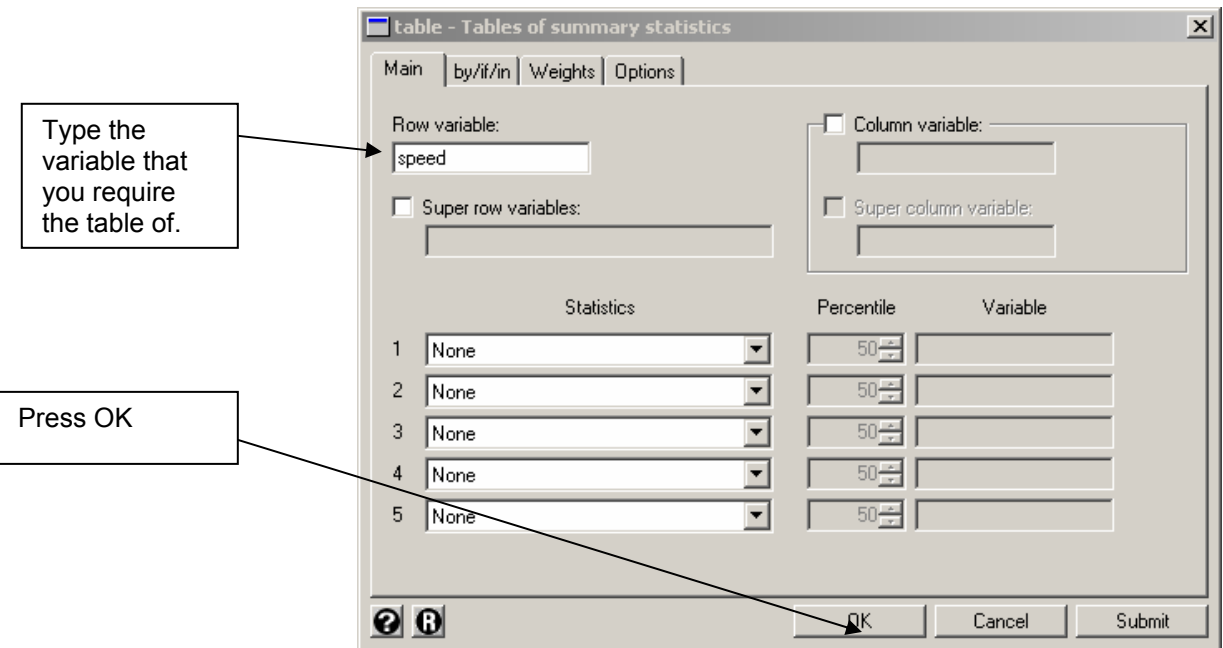 table - Tables of summary statistics
Main
by/if/in
Weights
Options
Type the
variable that
you require
the table of.
Row variable:
speed
Column variable:
Super row variables:
Super column variable:
Statistics
Percentile
Variable
1 None 50
2 None 50
3 None 50
4 None 50
5 None 50
Press OK
? R
OK
Cancel
Submit